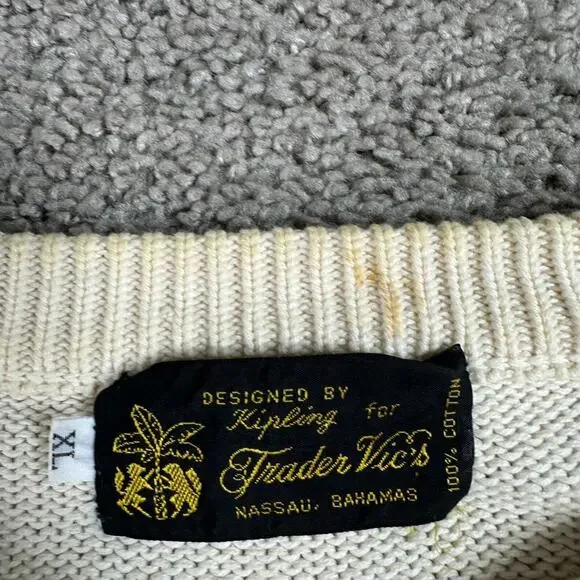 DESIGNED BY
Kipling for
Trader Vic's
NASSAU, BAHAMAS
100% COTTON
XL